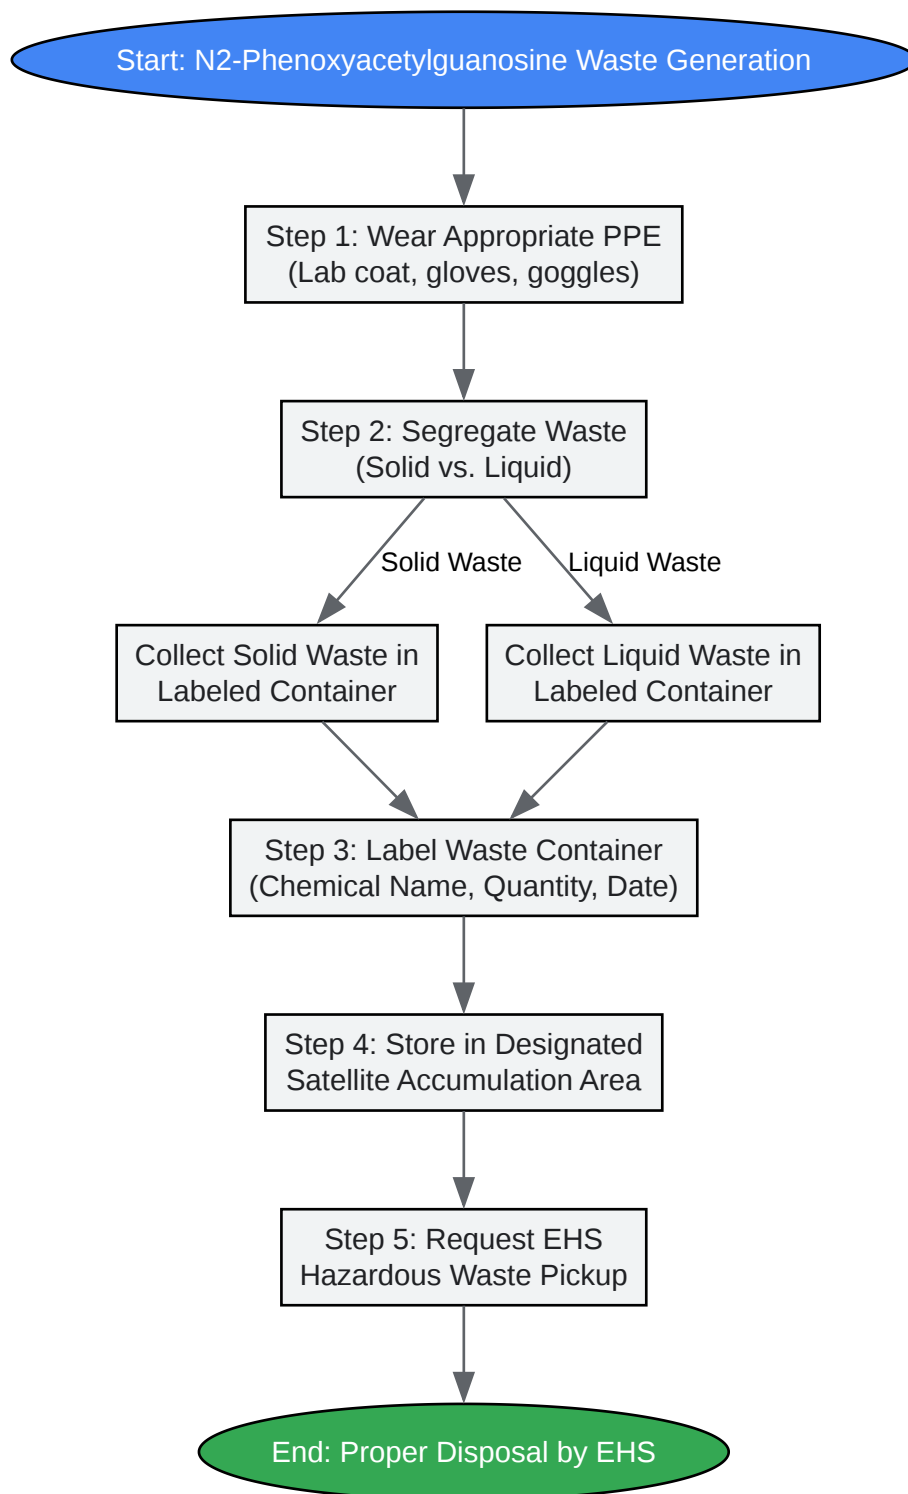 Start: N2-Phenoxyacetylguanosine Waste Generation
Step 1: Wear Appropriate PPE
(Lab coat, gloves, goggles)
Step 2: Segregate Waste
(Solid vs. Liquid)
Solid Waste
Liquid Waste
Collect Solid Waste in
Labeled Container
Collect Liquid Waste in
Labeled Container
Step 3: Label Waste Container
(Chemical Name, Quantity, Date)
Step 4: Store in Designated
Satellite Accumulation Area
Step 5: Request EHS
Hazardous Waste Pickup
End: Proper Disposal by EHS